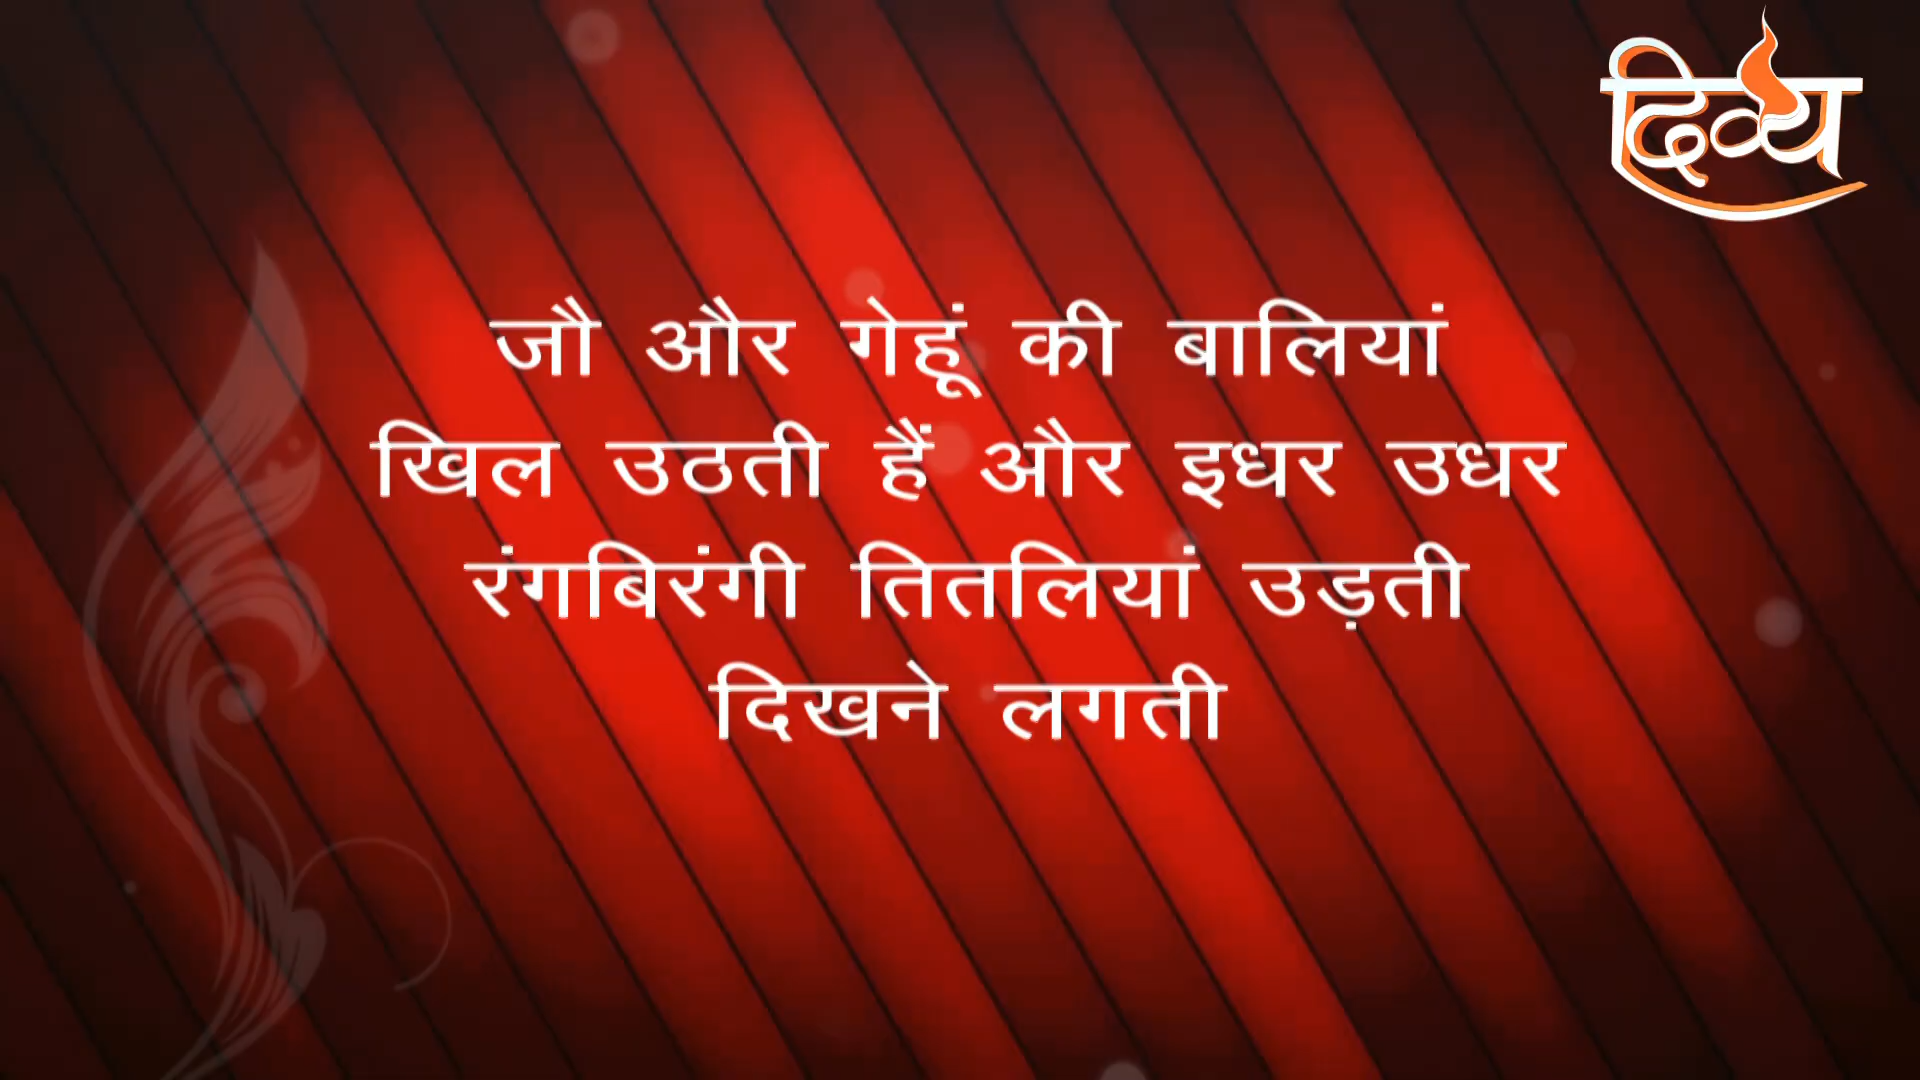 दिव्य
जौ और गेहूं की बालियां
खिल उठती हैं और इधर उधर
रंगबिरंगी तितलियां उड़ती
दिखने लगती